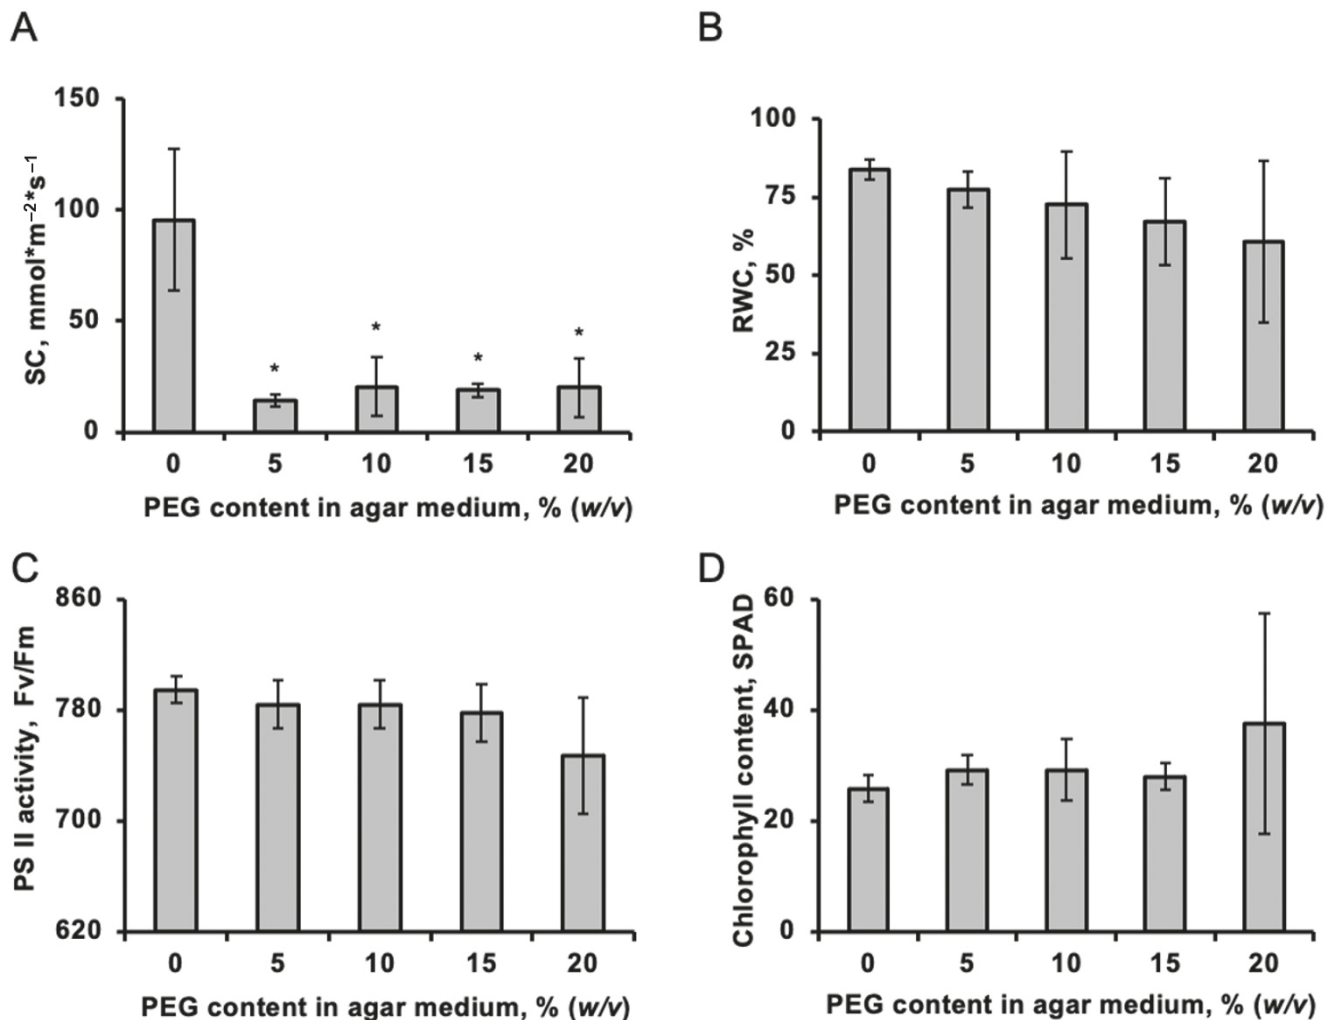 A
150
100
50
0
SC, mmol*m⁻²*s⁻¹
*
*
*
*
0 5 10 15 20
PEG content in agar medium, % (w/v)
B
100
75
50
25
0
RWC, %
0 5 10 15 20
PEG content in agar medium, % (w/v)
C
860
780
700
620
PS II activity, Fv/Fm
0 5 10 15 20
PEG content in agar medium, % (w/v)
D
60
40
20
0
Chlorophyll content, SPAD
0 5 10 15 20
PEG content in agar medium, % (w/v)